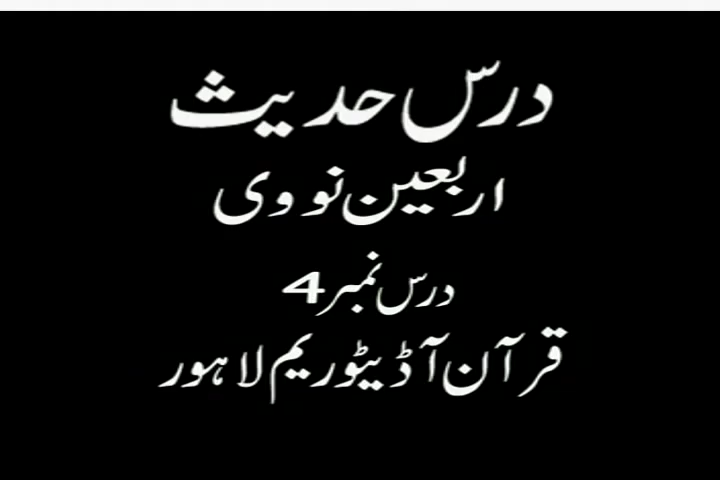 درس حدیث
اربعین نووی
درس نمبر 4
قرآن آڈیٹوریم لاہور